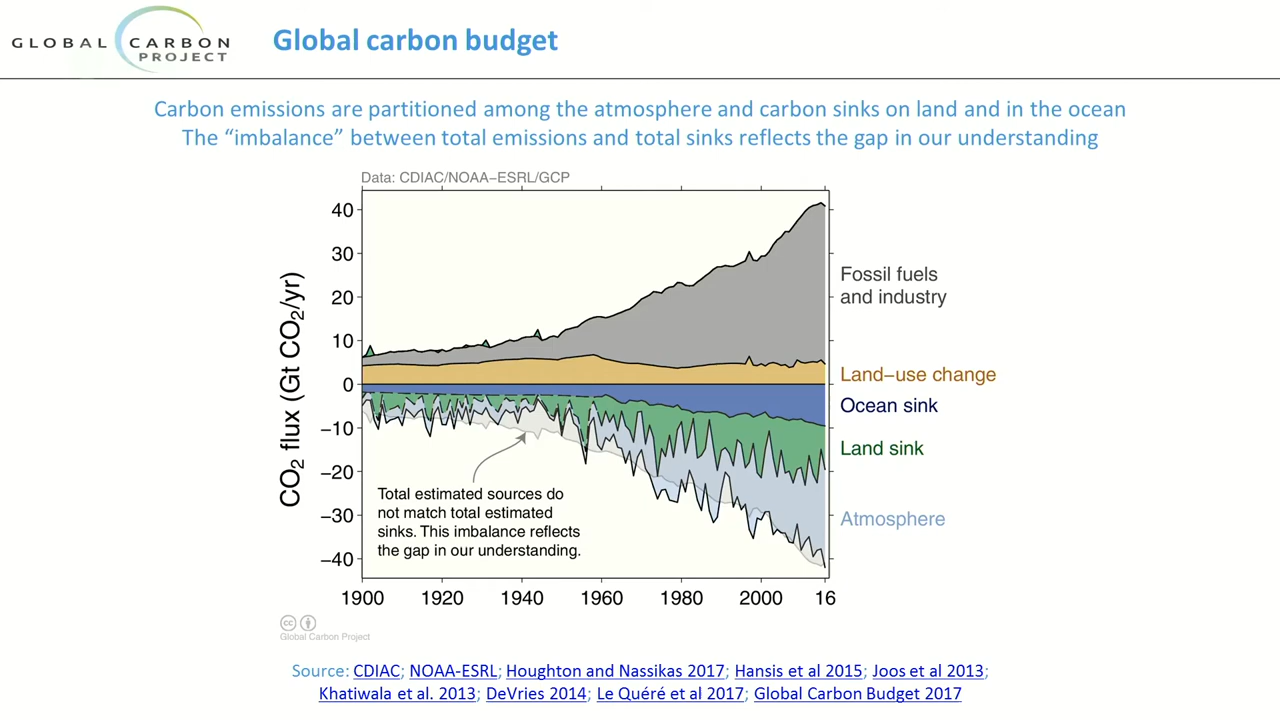 GLOBAL CARBON
PROJECT
Global carbon budget
Carbon emissions are partitioned among the atmosphere and carbon sinks on land and in the ocean
The “imbalance” between total emissions and total sinks reflects the gap in our understanding
Data: CDIAC/NOAA−ESRL/GCP
CO2 flux (Gt CO2/yr)
40
30
20
10
0
−10
−20
−30
−40
Fossil fuels
and industry
Land−use change
Ocean sink
Land sink
Atmosphere
Total estimated sources do
not match total estimated
sinks. This imbalance reflects
the gap in our understanding.
1900 1920 1940 1960 1980 2000 16
cc
Global Carbon Project
Source: CDIAC; NOAA-ESRL; Houghton and Nassikas 2017; Hansis et al 2015; Joos et al 2013;
Khatiwala et al. 2013; DeVries 2014; Le Quéré et al 2017; Global Carbon Budget 2017